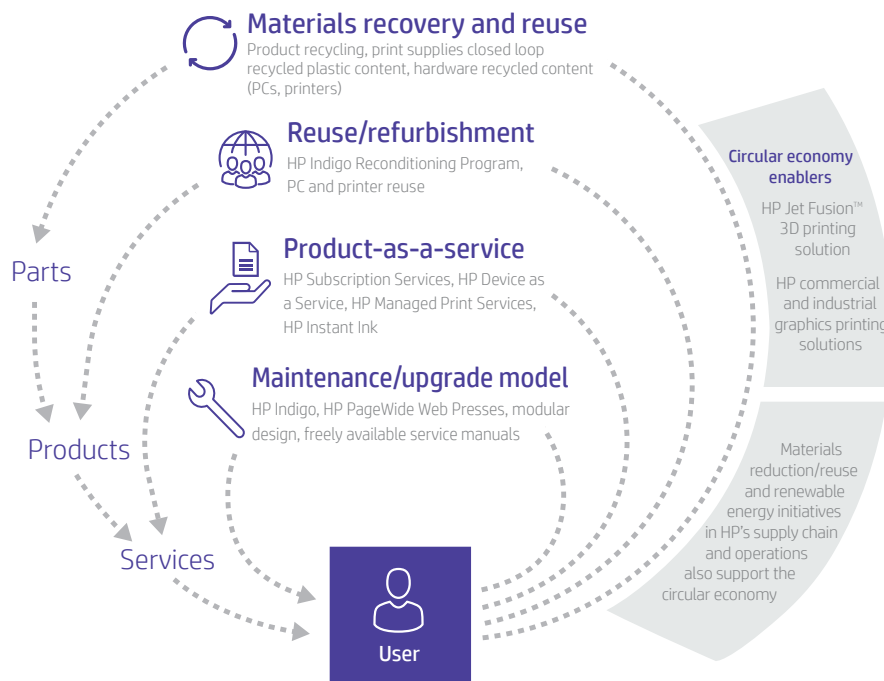 Materials recovery and reuse
Product recycling, print supplies closed loop
recycled plastic content, hardware recycled content
(PCs, printers)
Reuse/refurbishment
HP Indigo Reconditioning Program,
PC and printer reuse
Product-as-a-service
HP Subscription Services, HP Device as
a Service, HP Managed Print Services,
HP Instant Ink
Maintenance/upgrade model
HP Indigo, HP PageWide Web Presses, modular
design, freely available service manuals
Parts
Products
Services
User
Circular economy
enablers
HP Jet Fusion™
3D printing
solution
HP commercial
and industrial
graphics printing
solutions
Materials
reduction/reuse
and renewable
energy initiatives
in HP's supply chain
and operations
also support the
circular economy